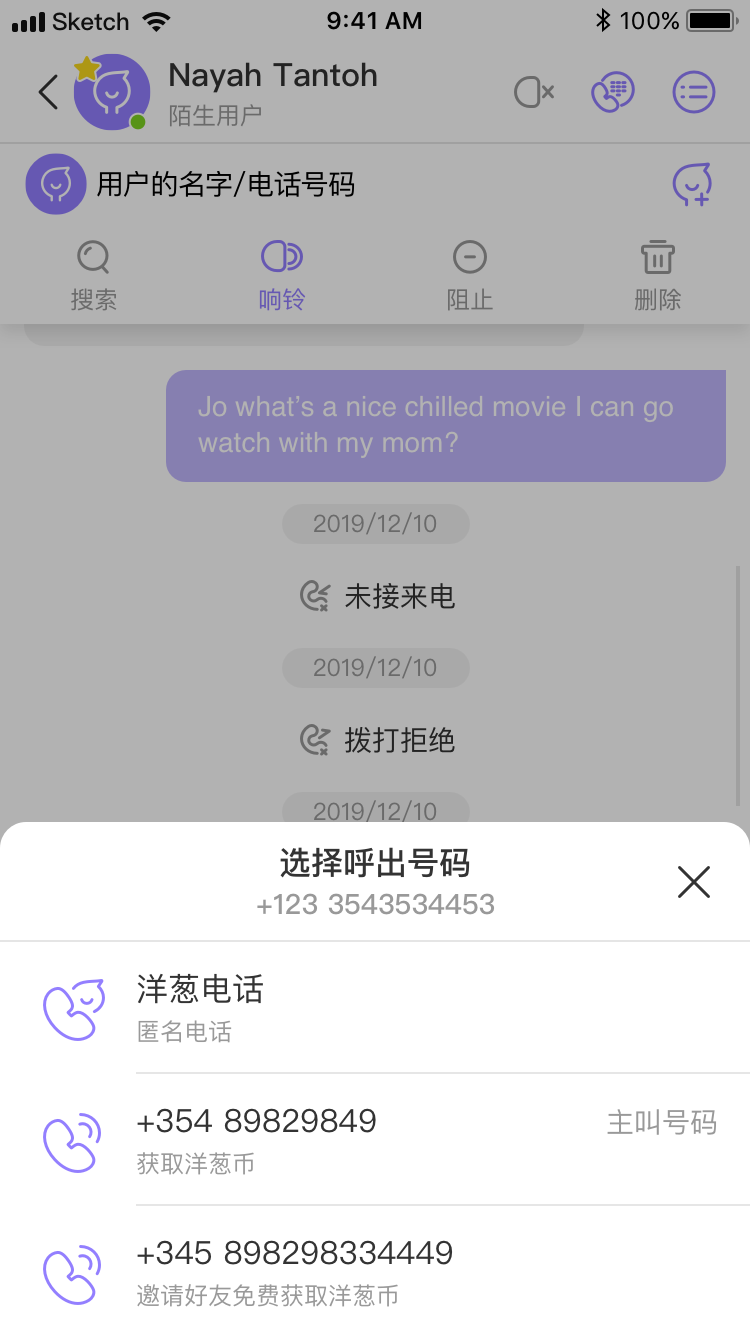 Sketch 9:41 AM 100%
Nayah Tantoh
陌生用户
用户的名字/电话号码
搜索 响铃 阻止 删除
Jo what’s a nice chilled movie I can go
watch with my mom?
2019/12/10
未接来电
2019/12/10
拨打拒绝
2019/12/10
选择呼出号码
+123 3543534453
洋葱电话
匿名电话
+354 89829849 主叫号码
获取洋葱币
+345 898298334449
邀请好友免费获取洋葱币